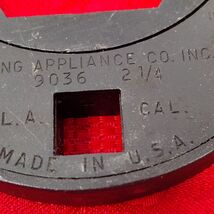 NG APPLIANCE CO. INC
9036 2 1/4
L.A. CAL.
MADE IN U.S.A.